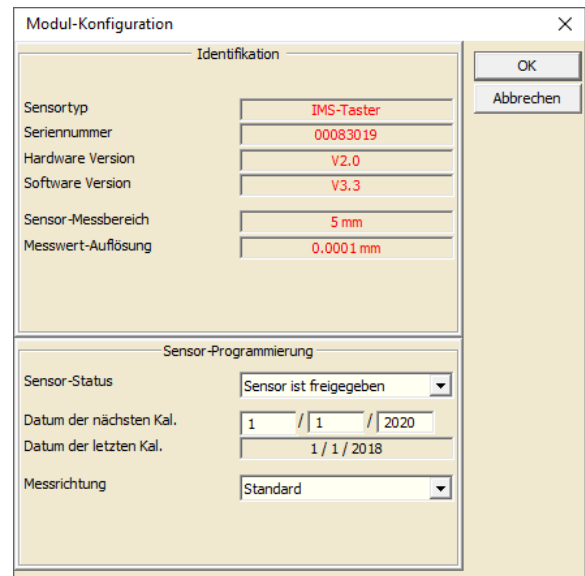 Modul-Konfiguration
Identifikation
OK
Abbrechen
Sensortyp IMS-Taster
Seriennummer 00083019
Hardware Version V2.0
Software Version V3.3
Sensor-Messbereich 5 mm
Messwert-Auflösung 0.0001 mm
Sensor-Programmierung
Sensor-Status Sensor ist freigegeben
Datum der nächsten Kal. 1 / 1 / 2020
Datum der letzten Kal. 1 / 1 / 2018
Messrichtung Standard